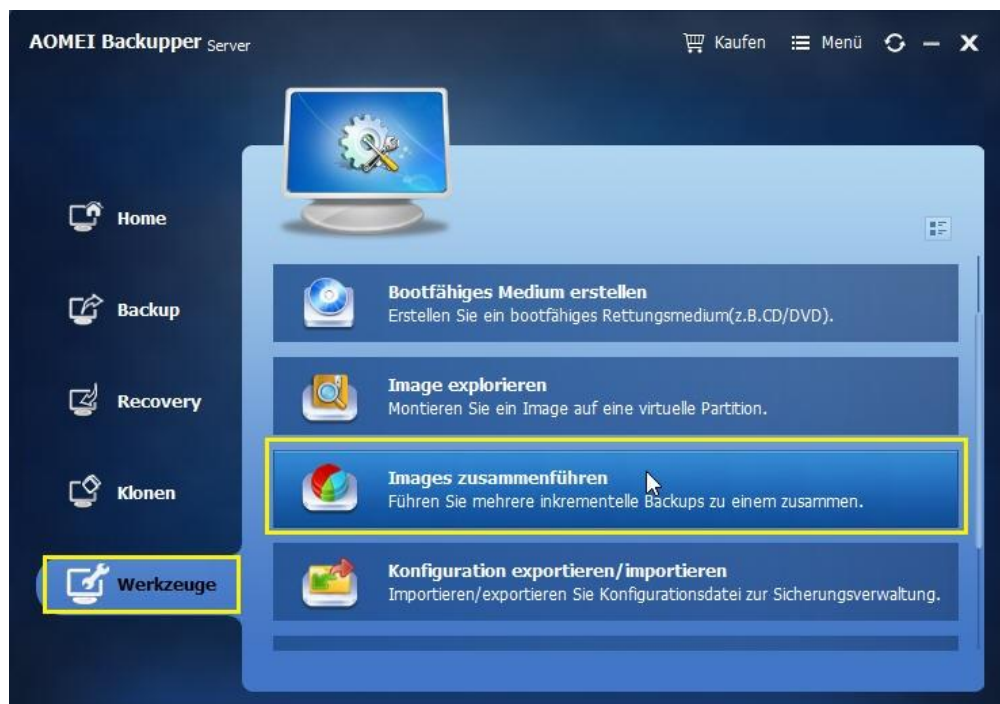 AOMEI Backupper Server
Kaufen
Menü
Home
Backup
Recovery
Klonen
Werkzeuge
Bootfähiges Medium erstellen
Erstellen Sie ein bootfähiges Rettungsmedium(z.B.CD/DVD).
Image explorieren
Montieren Sie ein Image auf eine virtuelle Partition.
Images zusammenführen
Führen Sie mehrere inkrementelle Backups zu einem zusammen.
Konfiguration exportieren/importieren
Importieren/exportieren Sie Konfigurationsdatei zur Sicherungsverwaltung.